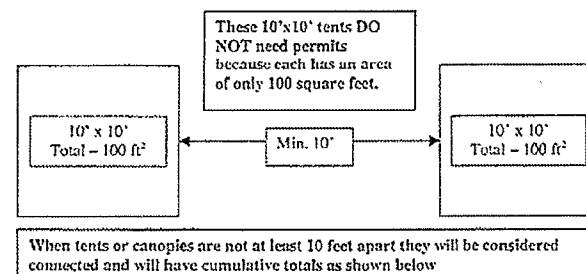 These 10'x10' tents DO
NOT need permits
because each has an area
of only 100 square feet.
10' x 10'
Total – 100 ft²
Min. 10'
10' x 10'
Total – 100 ft²
When tents or canopies are not at least 10 feet apart they will be considered
connected and will have cumulative totals as shown below